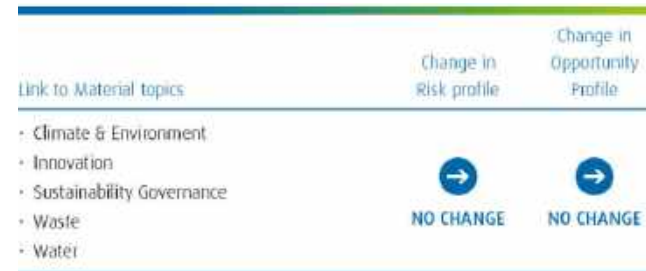 Link to Material topics
Change in
Risk profile
Change in
Opportunity
Profile
· Climate & Environment
· Innovation
· Sustainability Governance
· Waste
· Water
NO CHANGE
NO CHANGE